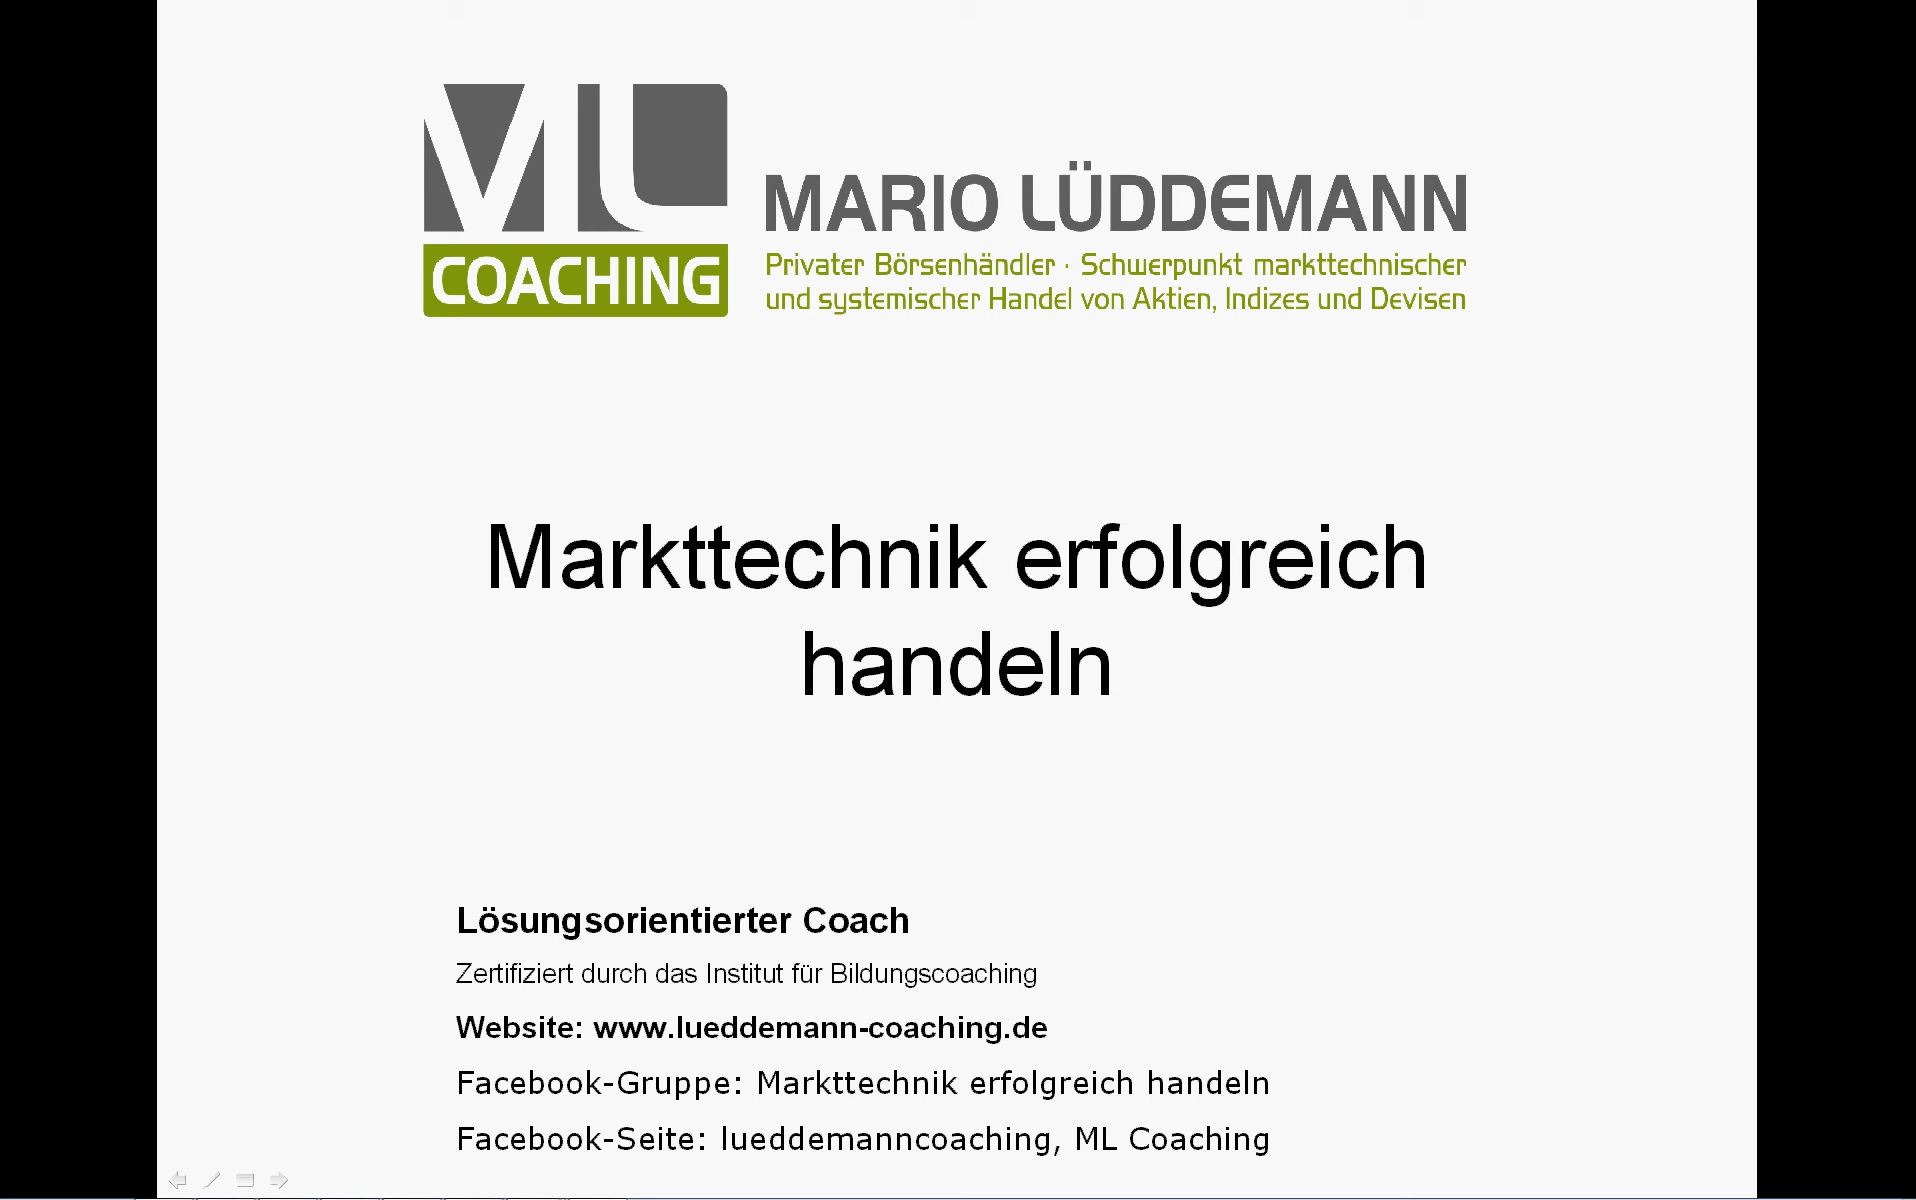 ML
COACHING
MARIO LÜDDEMANN
Privater Börsenhändler · Schwerpunkt markttechnischer
und systemischer Handel von Aktien, Indizes und Devisen
Markttechnik erfolgreich
handeln
Lösungsorientierter Coach
Zertifiziert durch das Institut für Bildungscoaching
Website: www.lueddemann-coaching.de
Facebook-Gruppe: Markttechnik erfolgreich handeln
Facebook-Seite: lueddemanncoaching, ML Coaching